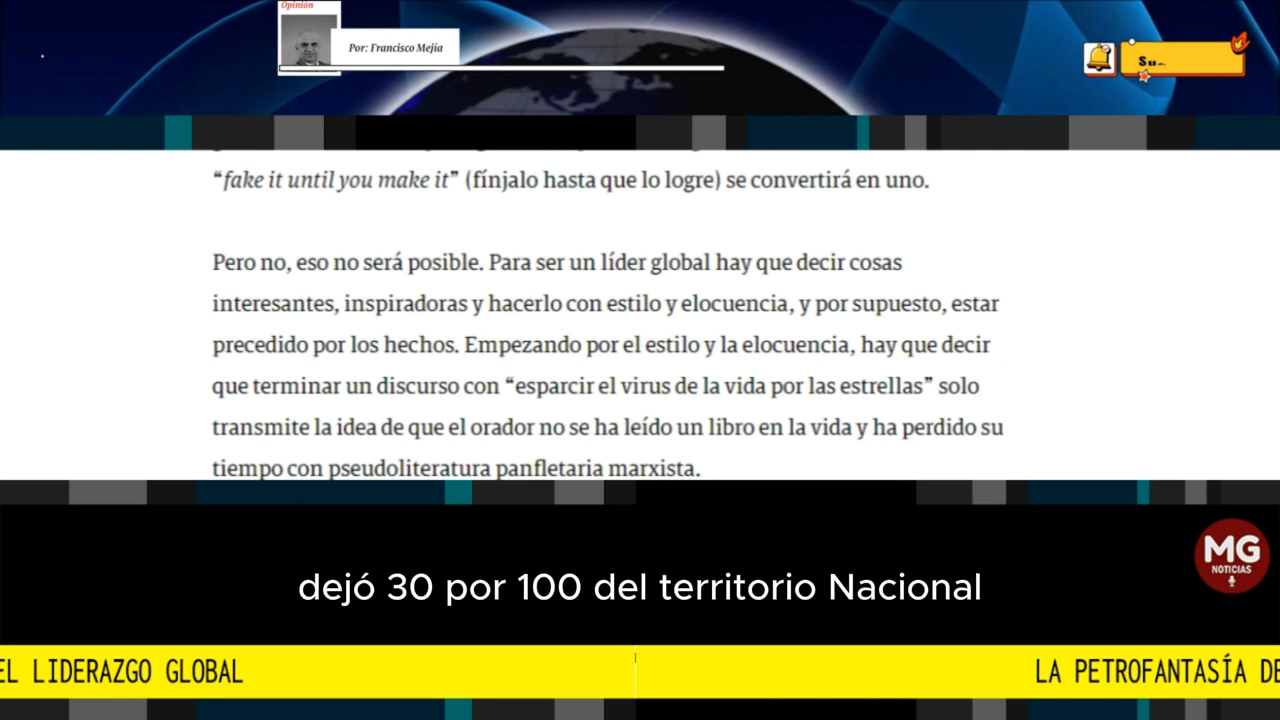 Opinión
Por: Francisco Mejía
Su
“fake it until you make it” (fínjalo hasta que lo logre) se convertirá en uno.
Pero no, eso no será posible. Para ser un líder global hay que decir cosas
interesantes, inspiradoras y hacerlo con estilo y elocuencia, y por supuesto, estar
precedido por los hechos. Empezando por el estilo y la elocuencia, hay que decir
que terminar un discurso con “esparcir el virus de la vida por las estrellas” solo
transmite la idea de que el orador no se ha leído un libro en la vida y ha perdido su
tiempo con pseudoliteratura panfletaria marxista.
MG
NOTICIAS
dejó 30 por 100 del territorio Nacional
EL LIDERAZGO GLOBAL
LA PETROFANTASÍA DE